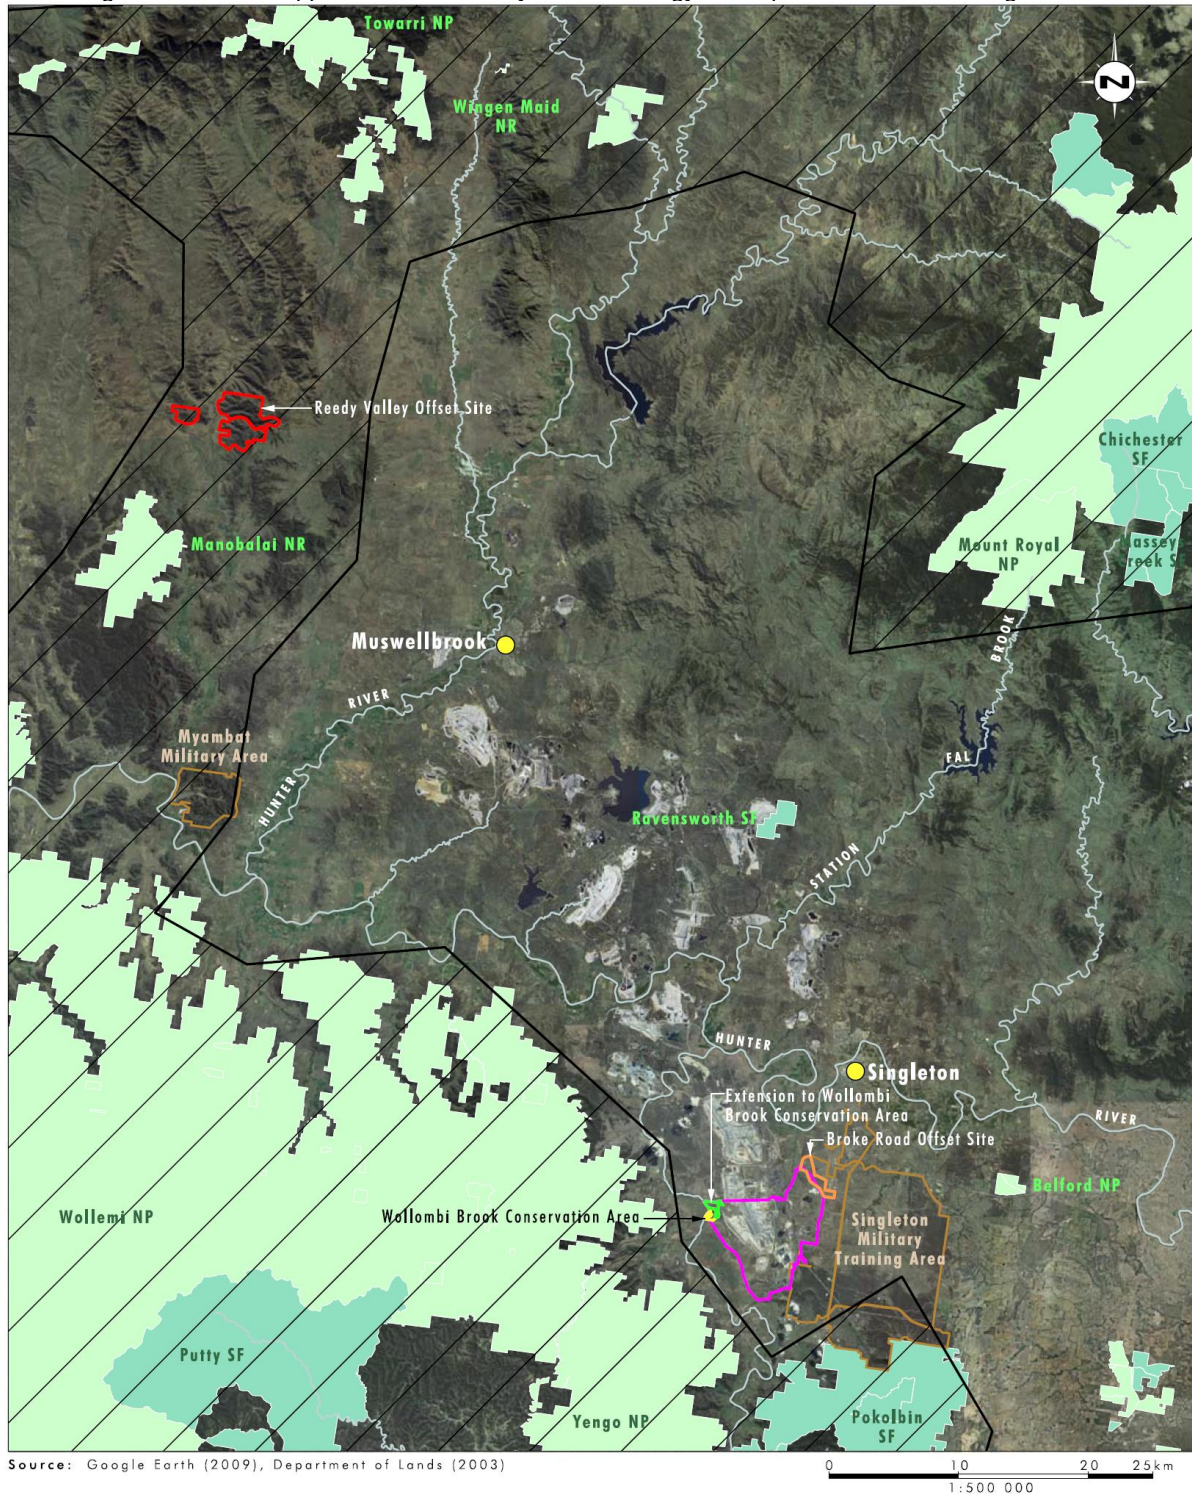 Towarri NP
Wingen Maid
NR
N
Reedy Valley Offset Site
Chichester
SF
Manobalai NR
Mount Royal
NP
Massey
reek S
Muswellbrook
BROOK
RIVER
Myambat
Military Area
HUNTER
FAL
Ravensworth SF
STATION
HUNTER
Singleton
Extension to Wollombi
Brook Conservation Area
RIVER
Broke Road Offset Site
Belford NP
Wollemi NP
Wollombi Brook Conservation Area
Singleton
Military
Training Area
Putty SF
Yengo NP
Pokolbin
SF
Source: Google Earth (2009), Department of Lands (2003)
0 10 20 25km
1:500 000